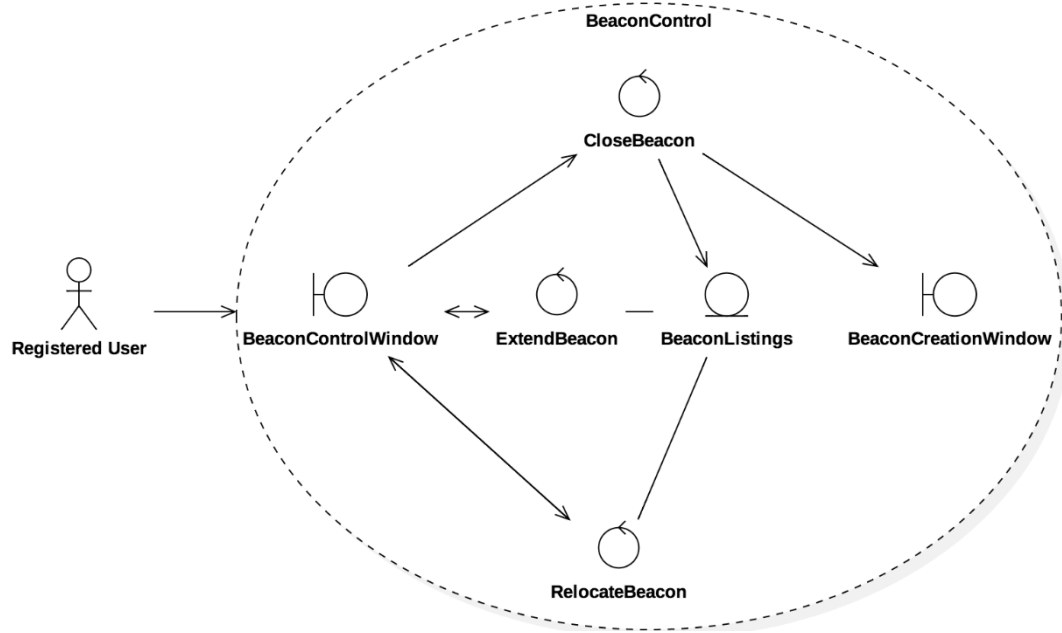 BeaconControl
CloseBeacon
Registered User
BeaconControlWindow
ExtendBeacon
BeaconListings
BeaconCreationWindow
RelocateBeacon